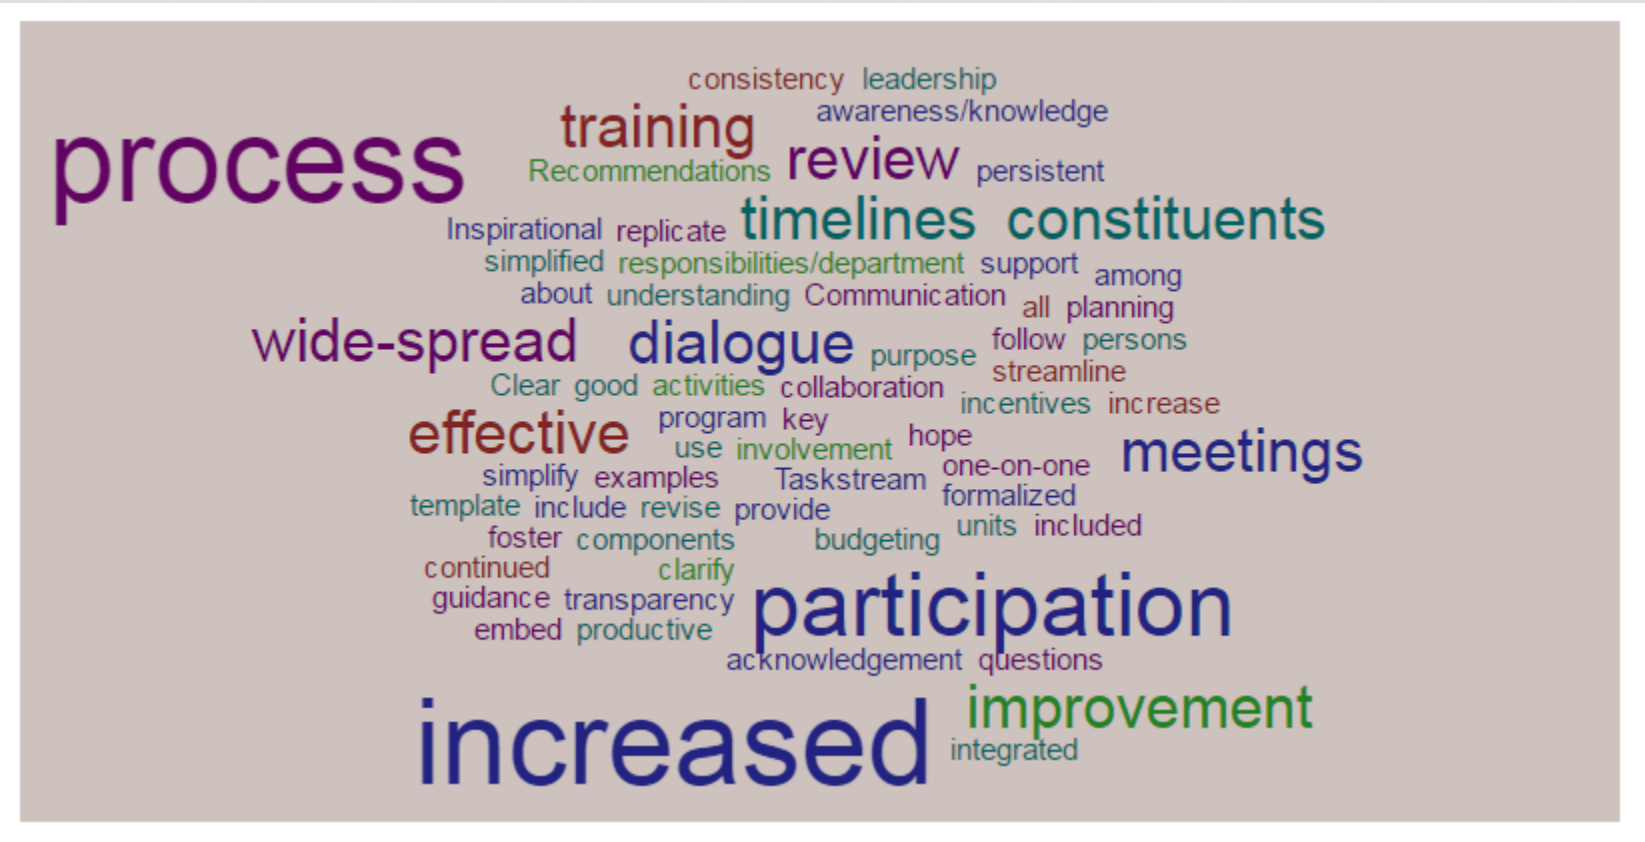 consistency leadership
awareness/knowledge
training
process
review
Recommendations persistent
timelines constituents
Inspirational replicate
simplified responsibilities/department support among
about understanding Communication all planning
wide-spread dialogue purpose follow persons
streamline
Clear good activities collaboration
incentives increase
effective program key
use involvement hope
meetings
simplify examples Taskstream one-on-one
formalized
template include revise provide
units included
foster components budgeting
continued clarify
guidance transparency participation
embed productive
acknowledgement questions
increased improvement
integrated